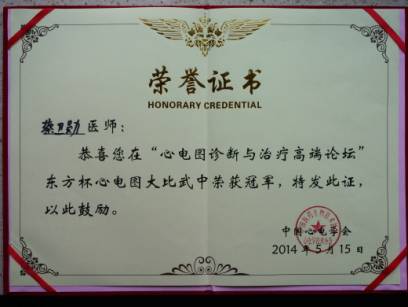 荣誉证书
HONORARY CREDENTIAL
蔡卫勋医师：
恭喜您在“心电图诊断与治疗高端论坛”
东方杯心电图大比武中荣获冠军，特发此证，
以此鼓励。
中国心电学会
2014年5月15日